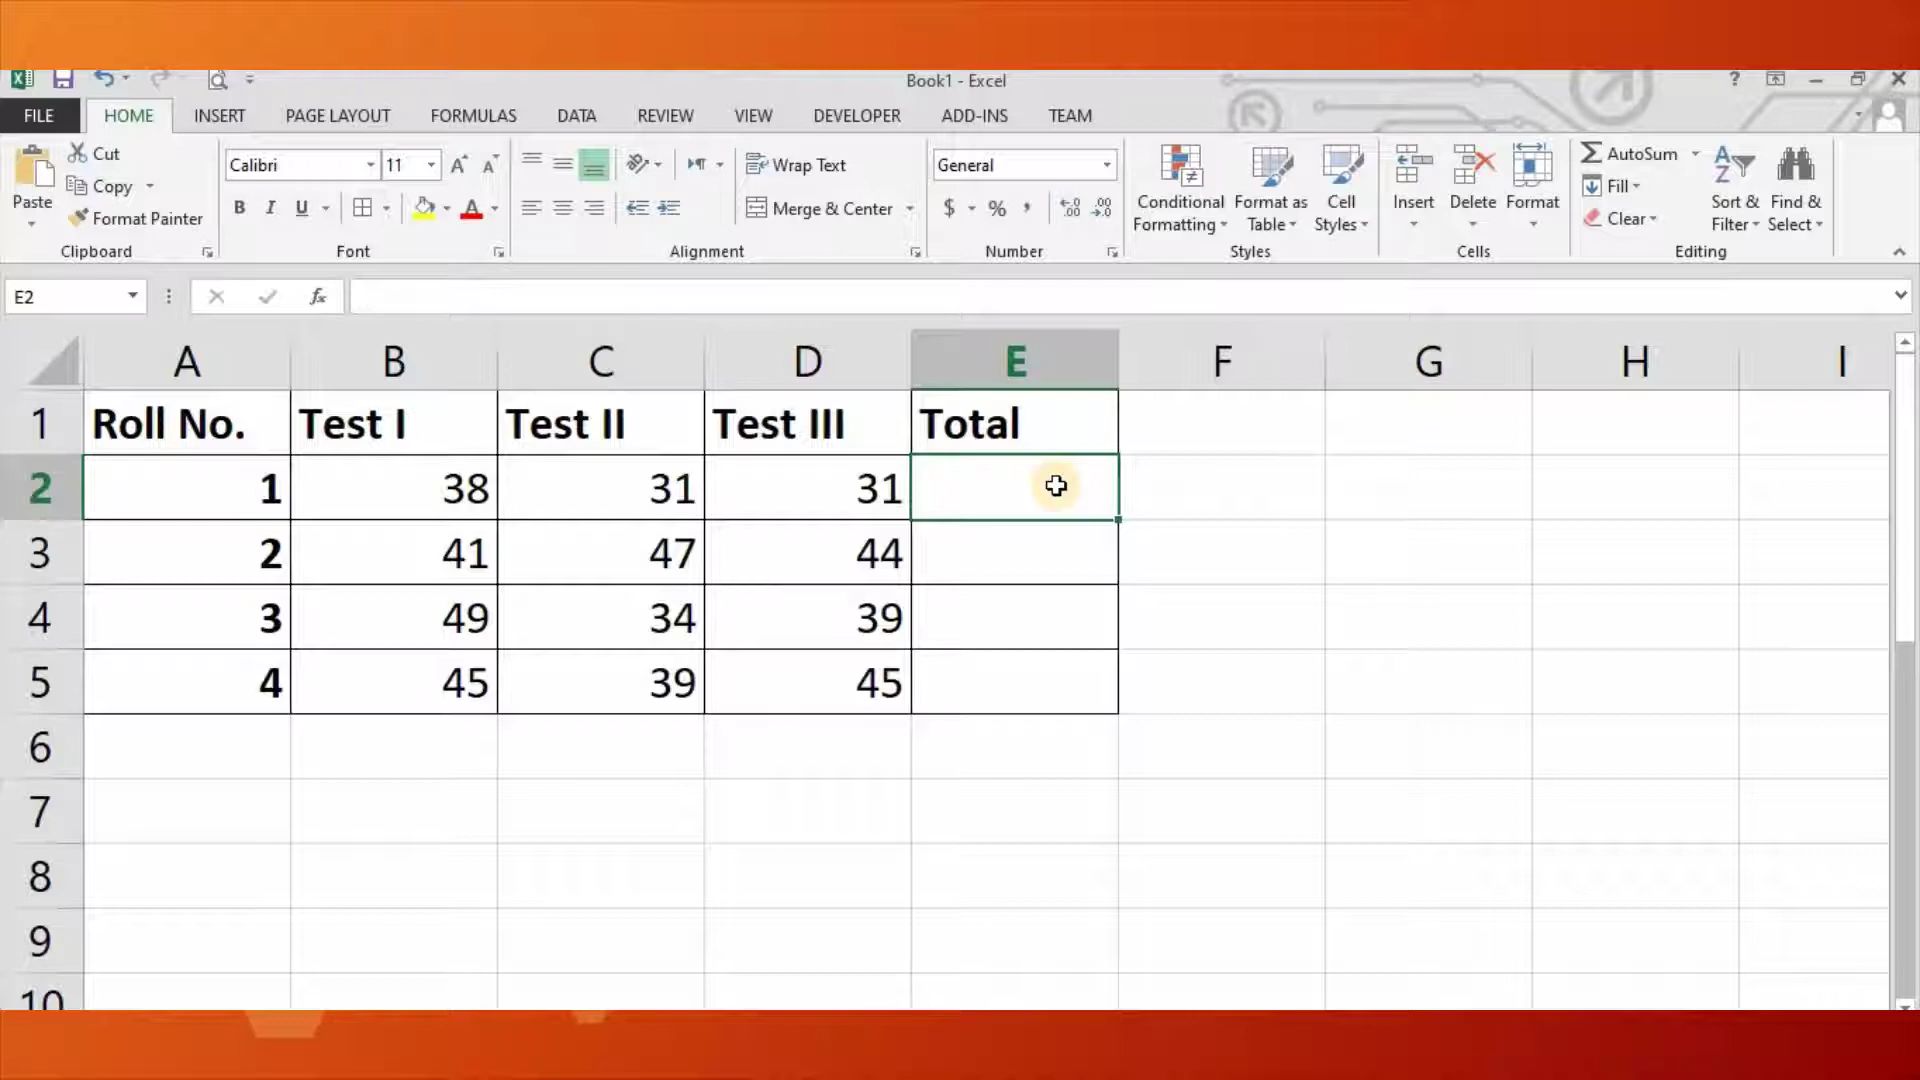 Book1 - Excel
?
FILE HOME INSERT PAGE LAYOUT FORMULAS DATA REVIEW VIEW DEVELOPER ADD-INS TEAM
Paste
Cut
Copy
Format Painter
Clipboard
Calibri 11
B I U
Font
Wrap Text
Merge & Center
Alignment
General
$ % ,
Number
Conditional Formatting
Format as Table
Cell Styles
Styles
Insert Delete Format
Cells
AutoSum
Fill
Clear
Sort & Filter
Find & Select
Editing
E2 fx
A B C D E F G H I
1 Roll No. Test I Test II Test III Total
2 1 38 31 31
3 2 41 47 44
4 3 49 34 39
5 4 45 39 45
6
7
8
9
10